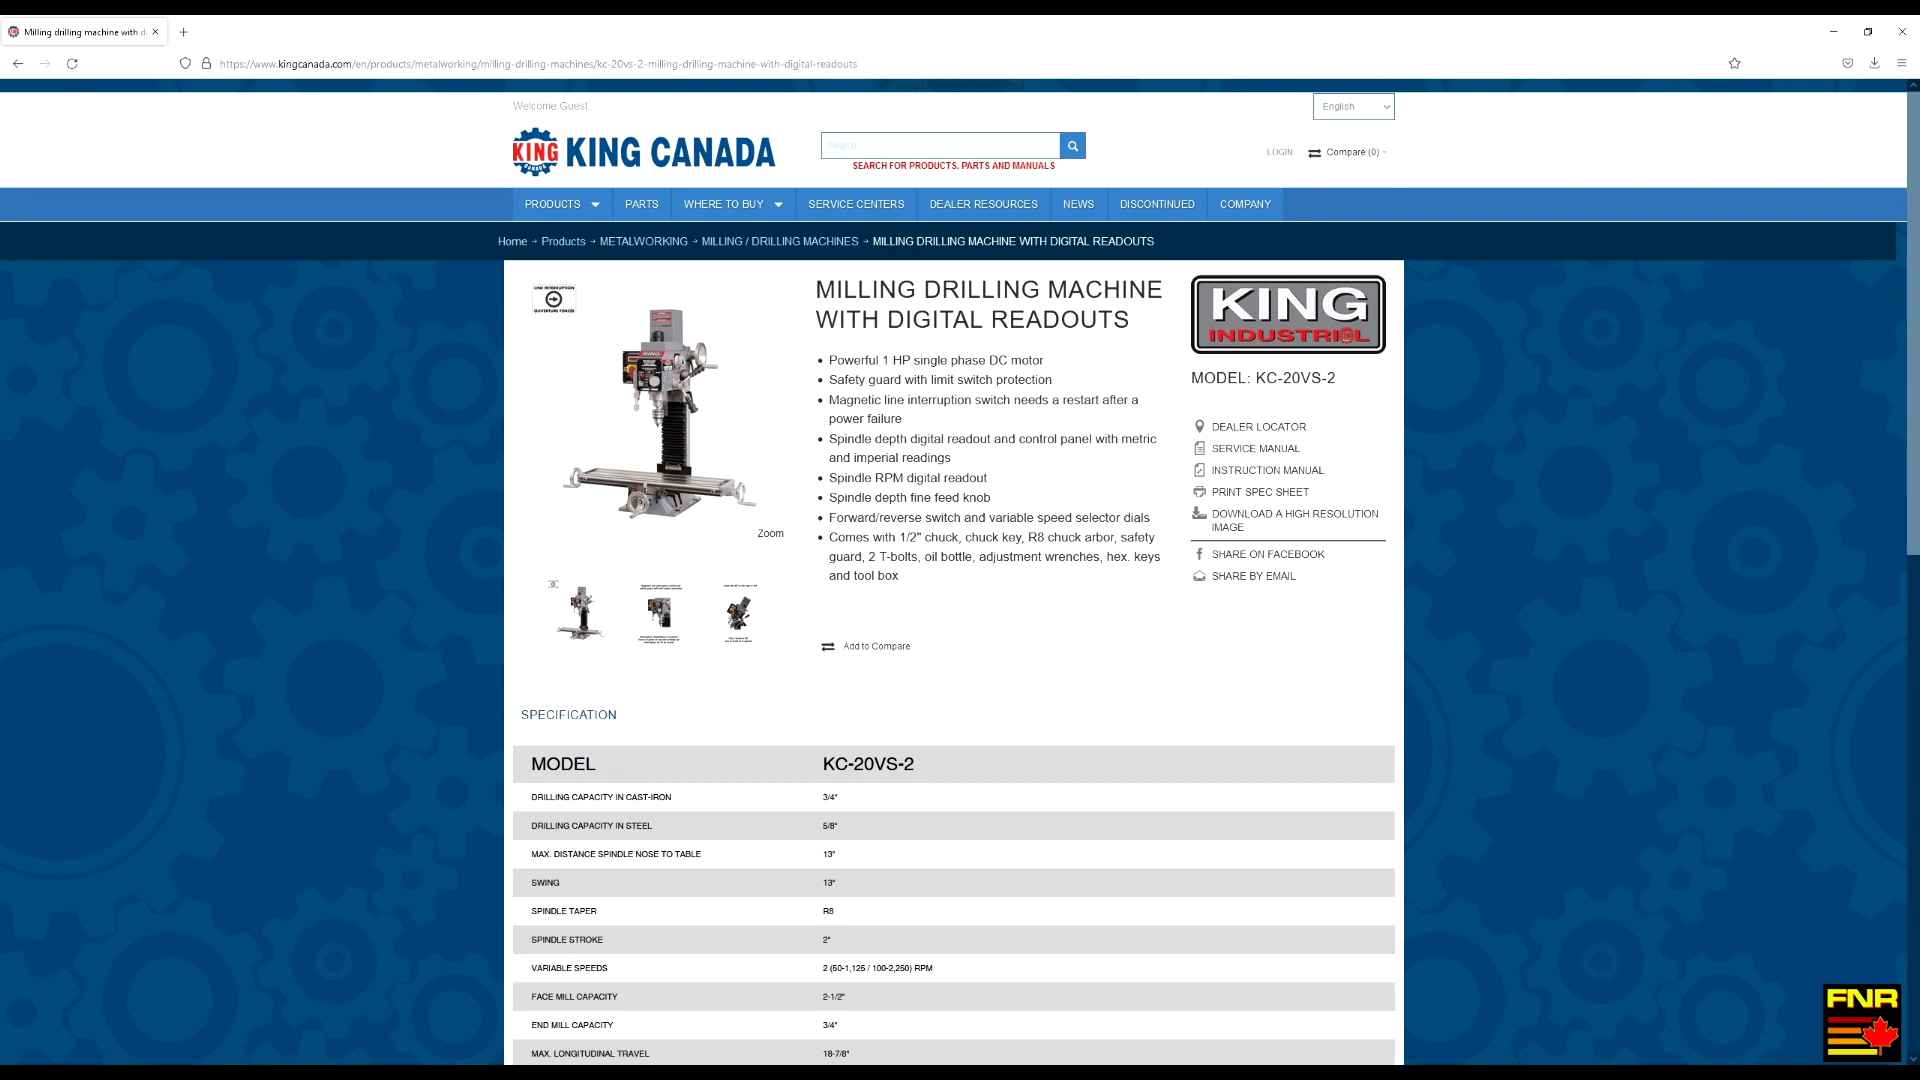 Milling drilling machine with d
https://www.kingcanada.com/en/products/metalworking/milling-drilling-machines/kc-20vs-2-milling-drilling-machine-with-digital-readouts
Welcome Guest
English
KING CANADA
KING CANADA
Search
SEARCH FOR PRODUCTS, PARTS AND MANUALS
LOGIN
Compare (0)
PRODUCTS
PARTS
WHERE TO BUY
SERVICE CENTERS
DEALER RESOURCES
NEWS
DISCONTINUED
COMPANY
Home → Products → METALWORKING → MILLING / DRILLING MACHINES → MILLING DRILLING MACHINE WITH DIGITAL READOUTS
LINE INTERRUPTION
OUVERTURE FORCÉE
Zoom
MILLING DRILLING MACHINE
WITH DIGITAL READOUTS
• Powerful 1 HP single phase DC motor
• Safety guard with limit switch protection
• Magnetic line interruption switch needs a restart after a
power failure
• Spindle depth digital readout and control panel with metric
and imperial readings
• Spindle RPM digital readout
• Spindle depth fine feed knob
• Forward/reverse switch and variable speed selector dials
• Comes with 1/2" chuck, chuck key, R8 chuck arbor, safety
guard, 2 T-bolts, oil bottle, adjustment wrenches, hex. keys
and tool box
Add to Compare
KING
INDUSTRIAL
MODEL: KC-20VS-2
DEALER LOCATOR
SERVICE MANUAL
INSTRUCTION MANUAL
PRINT SPEC SHEET
DOWNLOAD A HIGH RESOLUTION
IMAGE
SHARE ON FACEBOOK
SHARE BY EMAIL
SPECIFICATION
MODEL KC-20VS-2
DRILLING CAPACITY IN CAST-IRON 3/4"
DRILLING CAPACITY IN STEEL 5/8"
MAX. DISTANCE SPINDLE NOSE TO TABLE 13"
SWING 13"
SPINDLE TAPER R8
SPINDLE STROKE 2"
VARIABLE SPEEDS 2 (50-1,125 / 100-2,250) RPM
FACE MILL CAPACITY 2-1/2"
END MILL CAPACITY 3/4"
MAX. LONGITUDINAL TRAVEL 18-7/8"
FNR